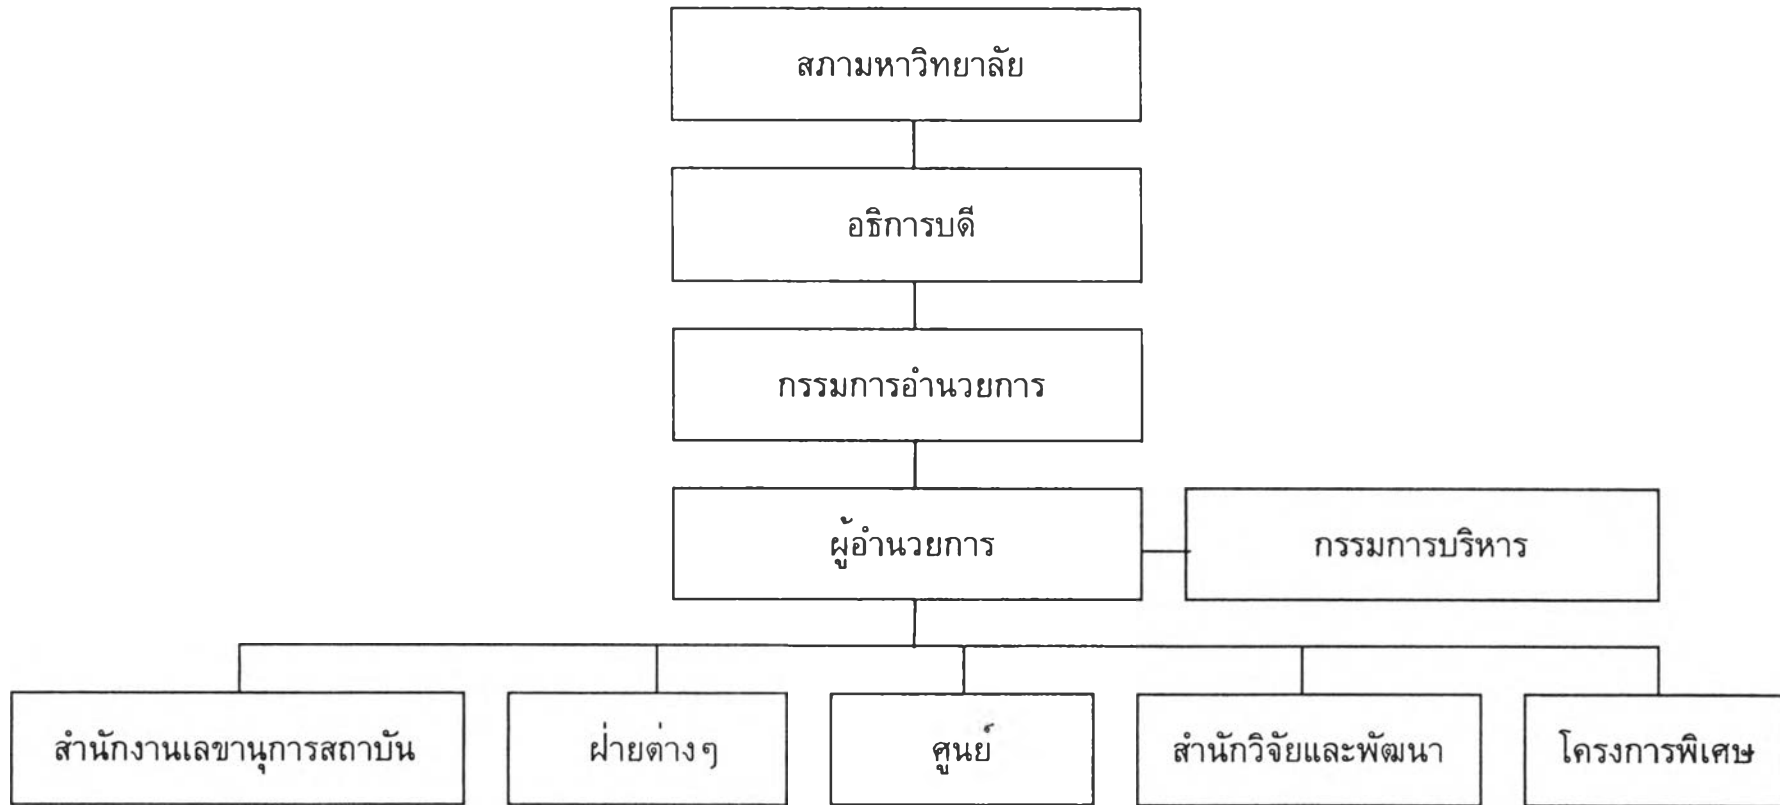 สภามหาวิทยาลัย
อธิการบดี
กรรมการอำนวยการ
ผู้อำนวยการ
กรรมการบริหาร
สำนักงานเลขานุการสถาบัน
ฝ่ายต่างๆ
ศูนย์
สำนักวิจัยและพัฒนา
โครงการพิเศษ